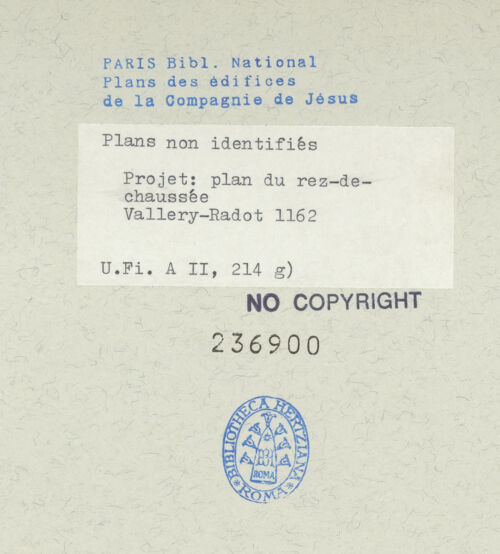 PARIS Bibl. National
Plans des édifices
de la Compagnie de Jésus
Plans non identifiés
Projet: plan du rez-de-
chaussée
Vallery-Radot 1162
U.Fi. A II, 214 g)
NO COPYRIGHT
236900
BIBLIOTHECA HERTZIANA
ROMA
ROMA